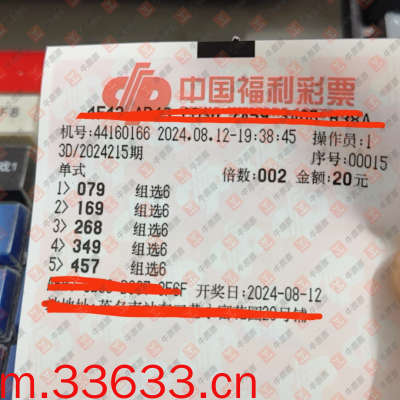 中国福利彩票
机号:44160166 2024.08.12-19:38:45 操作员:1
3D/2024215期 序号:00015
单式 倍数:002 金额:20元
1> 079 组选6
2> 169 组选6
3> 268 组选6
4> 349 组选6
5> 457 组选6
开奖日:2024-08-12
m.33633.cn